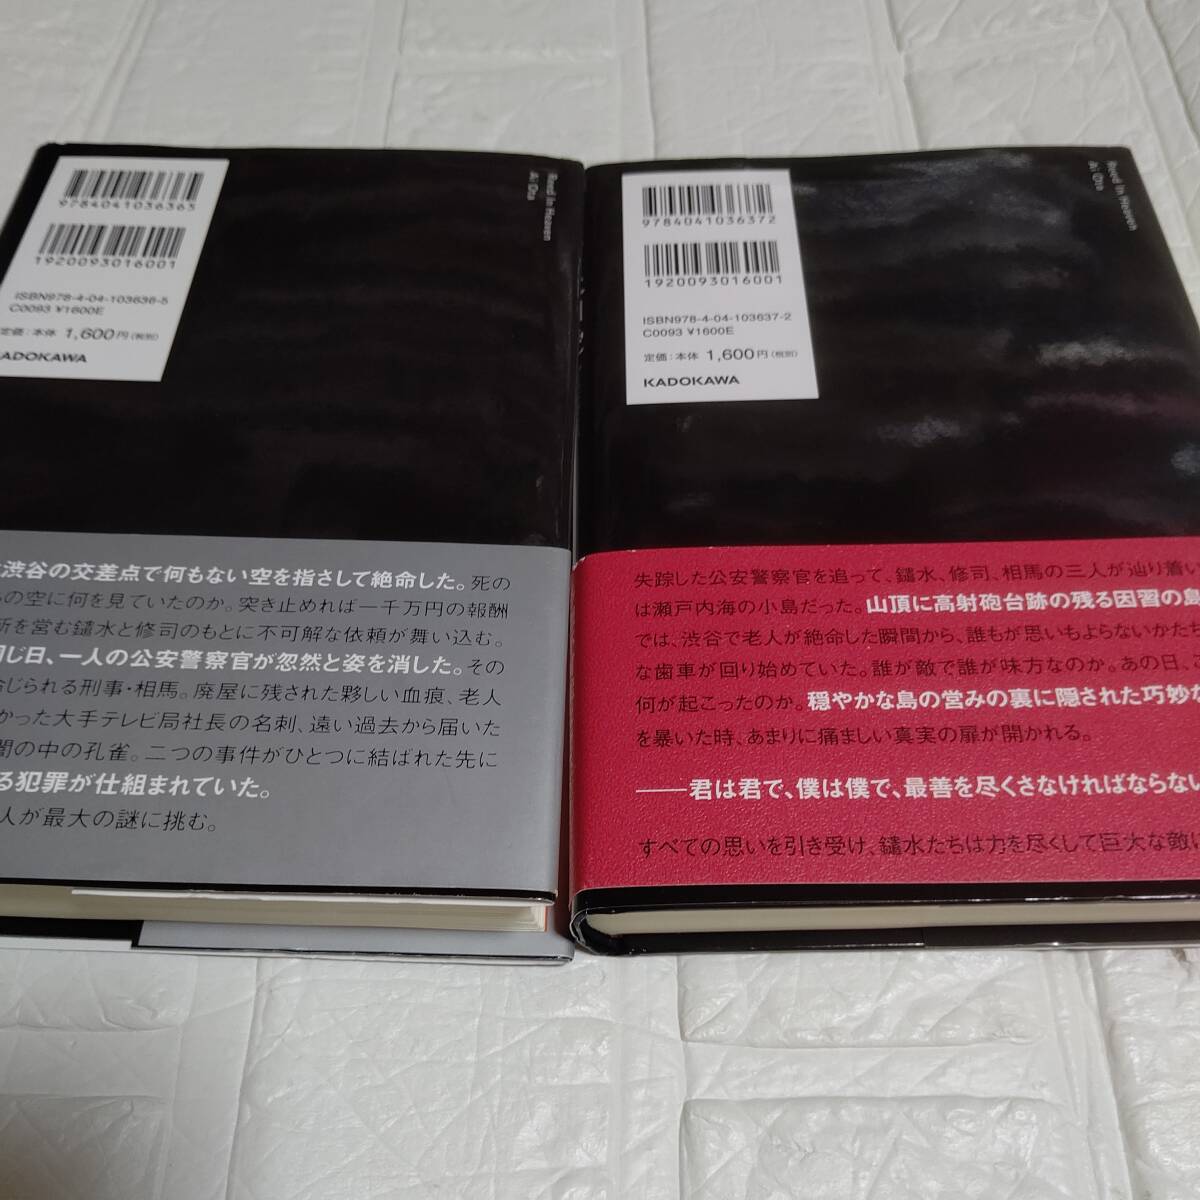 9784041036365
1920093016001
ISBN978-4-04-103636-5
C0093 ¥1600E
定価:本体 1,600円(税別)
KADOKAWA
Reed in Heaven
Ai Ota
渋谷の交差点で何もない空を指さして絶命した。死の
の空に何を見ていたのか。突き止めれば一千万円の報酬
所を営む鑓水と修司のもとに不可解な依頼が舞い込む。
同じ日、一人の公安警察官が忽然と姿を消した。その
命じられる刑事・相馬。廃屋に残された夥しい血痕、老人
かった大手テレビ局社長の名刺、遠い過去から届いた
闇の中の孔雀。二つの事件がひとつに結ばれた先に
る犯罪が仕組まれていた。
人が最大の謎に挑む。
9784041036372
1920093016001
ISBN978-4-04-103637-2
C0093 ¥1600E
定価:本体 1,600円(税別)
KADOKAWA
Reed in Heaven
Ai Ota
失踪した公安警察官を追って、鑓水、修司、相馬の三人が辿り着い
は瀬戸内海の小島だった。山頂に高射砲台跡の残る因習の島
では、渋谷で老人が絶命した瞬間から、誰もが思いもよらないかたち
な歯車が回り始めていた。誰が敵で誰が味方なのか。あの日、
何が起こったのか。穏やかな島の営みの裏に隠された巧妙な
を暴いた時、あまりに痛ましい真実の扉が開かれる。
――君は君で、僕は僕で、最善を尽くさなければならない
すべての思いを引き受け、鑓水たちは力を尽くして巨大な敵に